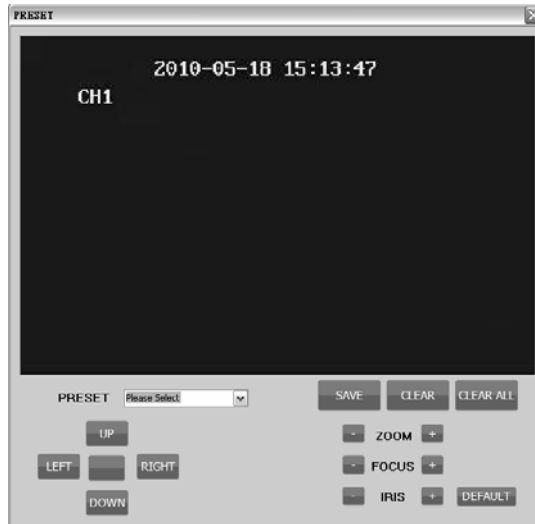 PRESET
2010-05-18 15:13:47
CH1
PRESET Please Select SAVE CLEAR CLEAR ALL
UP - ZOOM +
LEFT RIGHT - FOCUS +
DOWN - IRIS + DEFAULT